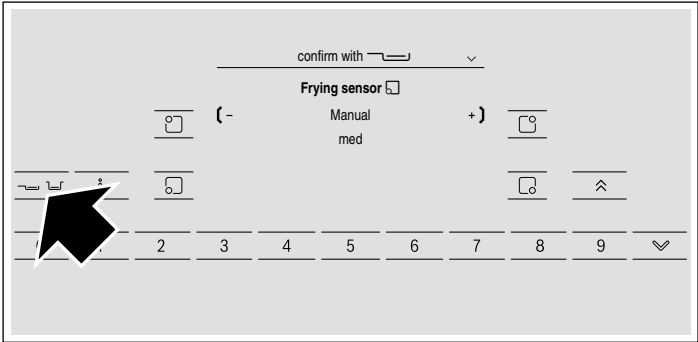 confirm with
Frying sensor
- Manual +
med
2 3 4 5 6 7 8 9